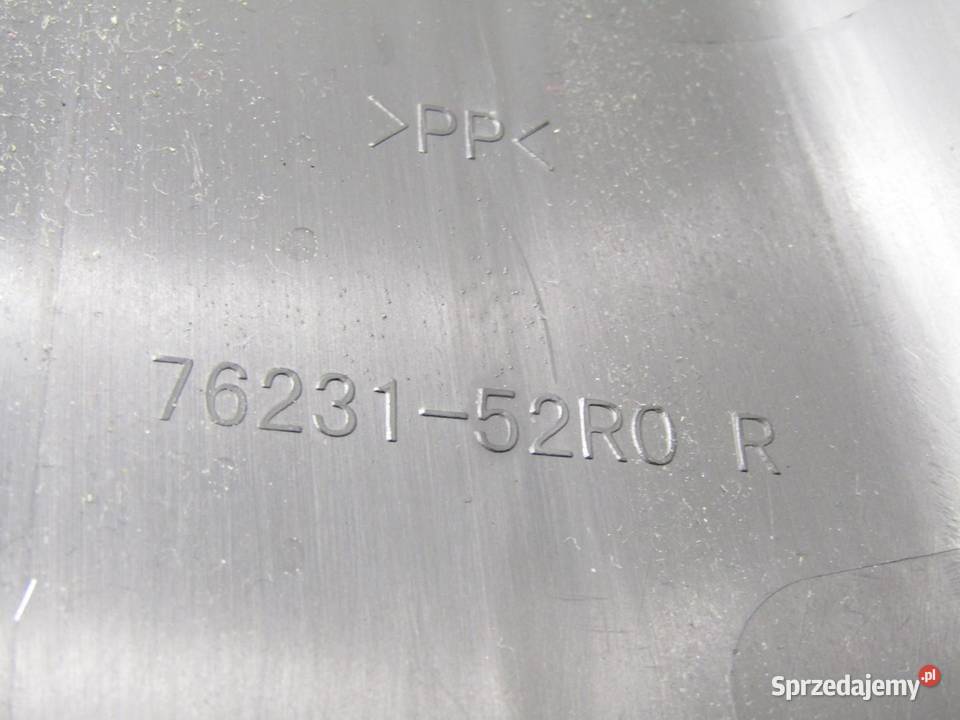 >PP<
76231-52R0 R
Sprzedajemy.pl